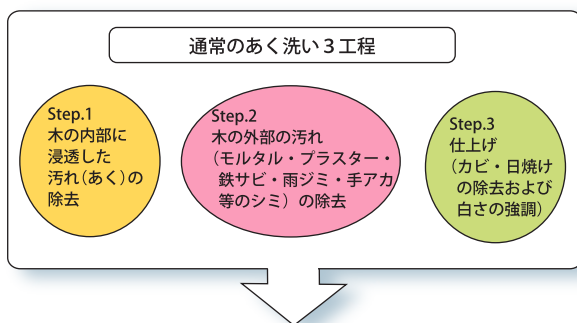 通常のあく洗い3工程
Step.1
木の内部に
浸透した
汚れ(あく)の
除去
Step.2
木の外部の汚れ
(モルタル・プラスター・
鉄サビ・雨ジミ・手アカ
等のシミ)の除去
Step.3
仕上げ
(カビ・日焼け
の除去および
白さの強調)